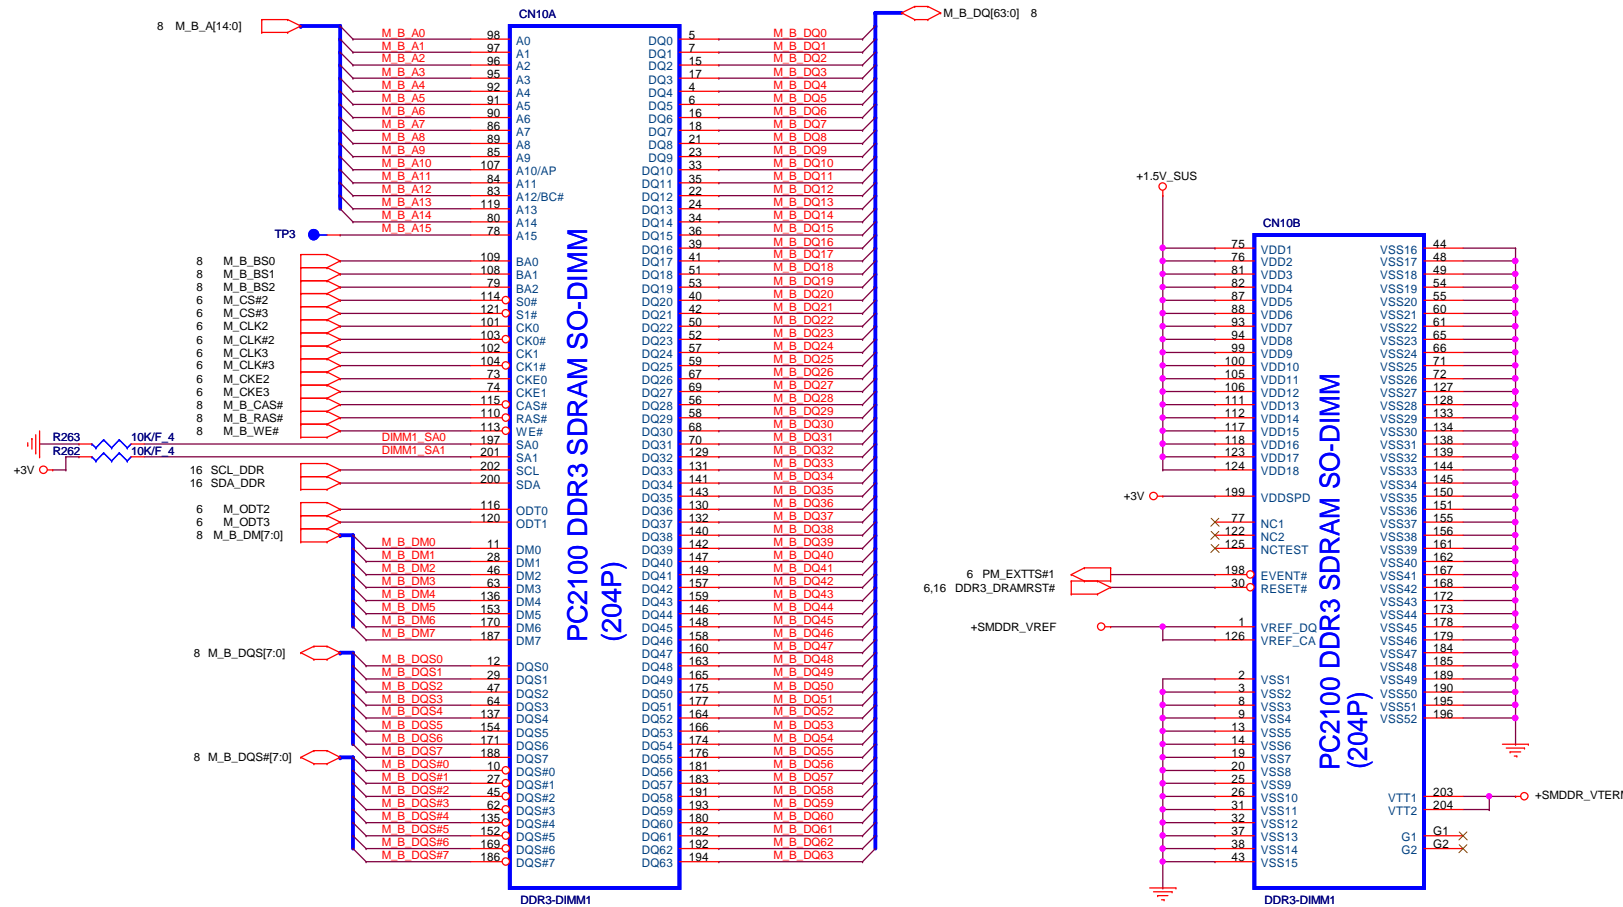 CN10A
8 M_B_A[14:0]
M_B_A0 98 A0
M_B_A1 97 A1
M_B_A2 96 A2
M_B_A3 95 A3
M_B_A4 92 A4
M_B_A5 91 A5
M_B_A6 90 A6
M_B_A7 86 A7
M_B_A8 89 A8
M_B_A9 85 A9
M_B_A10 107 A10/AP
M_B_A11 84 A11
M_B_A12 83 A12/BC#
M_B_A13 119 A13
M_B_A14 80 A14
TP3 M_B_A15 78 A15
8 M_B_BS0 109 BA0
8 M_B_BS1 108 BA1
8 M_B_BS2 79 BA2
6 M_CS#2 114 S0#
6 M_CS#3 121 S1#
6 M_CLK2 101 CK0
6 M_CLK#2 103 CK0#
6 M_CLK3 102 CK1
6 M_CLK#3 104 CK1#
6 M_CKE2 73 CKE0
6 M_CKE3 74 CKE1
8 M_B_CAS# 115 CAS#
8 M_B_RAS# 110 RAS#
8 M_B_WE# 113 WE#
R263 10K/F_4 DIMM1_SA0 197 SA0
R262 10K/F_4 DIMM1_SA1 201 SA1
+3V
16 SCL_DDR 202 SCL
16 SDA_DDR 200 SDA
6 M_ODT2 116 ODT0
6 M_ODT3 120 ODT1
8 M_B_DM[7:0]
M_B_DM0 11 DM0
M_B_DM1 28 DM1
M_B_DM2 46 DM2
M_B_DM3 63 DM3
M_B_DM4 136 DM4
M_B_DM5 153 DM5
M_B_DM6 170 DM6
M_B_DM7 187 DM7
8 M_B_DQS[7:0]
M_B_DQS0 12 DQS0
M_B_DQS1 29 DQS1
M_B_DQS2 47 DQS2
M_B_DQS3 64 DQS3
M_B_DQS4 137 DQS4
M_B_DQS5 154 DQS5
M_B_DQS6 171 DQS6
M_B_DQS7 188 DQS7
8 M_B_DQS#[7:0]
M_B_DQS#0 10 DQS#0
M_B_DQS#1 27 DQS#1
M_B_DQS#2 45 DQS#2
M_B_DQS#3 62 DQS#3
M_B_DQS#4 135 DQS#4
M_B_DQS#5 152 DQS#5
M_B_DQS#6 169 DQS#6
M_B_DQS#7 186 DQS#7
PC2100 DDR3 SDRAM SO-DIMM
(204P)
M_B_DQ[63:0] 8
DQ0 5 M_B_DQ0
DQ1 7 M_B_DQ1
DQ2 15 M_B_DQ2
DQ3 17 M_B_DQ3
DQ4 4 M_B_DQ4
DQ5 6 M_B_DQ5
DQ6 16 M_B_DQ6
DQ7 18 M_B_DQ7
DQ8 21 M_B_DQ8
DQ9 23 M_B_DQ9
DQ10 33 M_B_DQ10
DQ11 35 M_B_DQ11
DQ12 22 M_B_DQ12
DQ13 24 M_B_DQ13
DQ14 34 M_B_DQ14
DQ15 36 M_B_DQ15
DQ16 39 M_B_DQ16
DQ17 41 M_B_DQ17
DQ18 51 M_B_DQ18
DQ19 53 M_B_DQ19
DQ20 40 M_B_DQ20
DQ21 42 M_B_DQ21
DQ22 50 M_B_DQ22
DQ23 52 M_B_DQ23
DQ24 57 M_B_DQ24
DQ25 59 M_B_DQ25
DQ26 67 M_B_DQ26
DQ27 69 M_B_DQ27
DQ28 56 M_B_DQ28
DQ29 58 M_B_DQ29
DQ30 68 M_B_DQ30
DQ31 70 M_B_DQ31
DQ32 129 M_B_DQ32
DQ33 131 M_B_DQ33
DQ34 141 M_B_DQ34
DQ35 143 M_B_DQ35
DQ36 130 M_B_DQ36
DQ37 132 M_B_DQ37
DQ38 140 M_B_DQ38
DQ39 142 M_B_DQ39
DQ40 147 M_B_DQ40
DQ41 149 M_B_DQ41
DQ42 157 M_B_DQ42
DQ43 159 M_B_DQ43
DQ44 146 M_B_DQ44
DQ45 148 M_B_DQ45
DQ46 158 M_B_DQ46
DQ47 160 M_B_DQ47
DQ48 163 M_B_DQ48
DQ49 165 M_B_DQ49
DQ50 175 M_B_DQ50
DQ51 177 M_B_DQ51
DQ52 164 M_B_DQ52
DQ53 166 M_B_DQ53
DQ54 174 M_B_DQ54
DQ55 176 M_B_DQ55
DQ56 181 M_B_DQ56
DQ57 183 M_B_DQ57
DQ58 191 M_B_DQ58
DQ59 193 M_B_DQ59
DQ60 180 M_B_DQ60
DQ61 182 M_B_DQ61
DQ62 192 M_B_DQ62
DQ63 194 M_B_DQ63
DDR3-DIMM1
+1.5V_SUS
CN10B
75 VDD1
76 VDD2
81 VDD3
82 VDD4
87 VDD5
88 VDD6
93 VDD7
94 VDD8
99 VDD9
100 VDD10
105 VDD11
106 VDD12
111 VDD13
112 VDD14
117 VDD15
118 VDD16
123 VDD17
124 VDD18
+3V 199 VDDSPD
77 NC1
122 NC2
125 NCTEST
6 PM_EXTTS#1 198 EVENT#
6,16 DDR3_DRAMRST# 30 RESET#
+SMDDR_VREF 1 VREF_DQ
126 VREF_CA
2 VSS1
3 VSS2
8 VSS3
9 VSS4
13 VSS5
14 VSS6
19 VSS7
20 VSS8
25 VSS9
26 VSS10
31 VSS11
32 VSS12
37 VSS13
38 VSS14
43 VSS15
PC2100 DDR3 SDRAM SO-DIMM
(204P)
VSS16 44
VSS17 48
VSS18 49
VSS19 54
VSS20 55
VSS21 60
VSS22 61
VSS23 65
VSS24 66
VSS25 71
VSS26 72
VSS27 127
VSS28 128
VSS29 133
VSS30 134
VSS31 138
VSS32 139
VSS33 144
VSS34 145
VSS35 150
VSS36 151
VSS37 155
VSS38 156
VSS39 161
VSS40 162
VSS41 167
VSS42 168
VSS43 172
VSS44 173
VSS45 178
VSS46 179
VSS47 184
VSS48 185
VSS49 189
VSS50 190
VSS51 195
VSS52 196
VTT1 203 +SMDDR_VTER
VTT2 204
G1 G1
G2 G2
DDR3-DIMM1